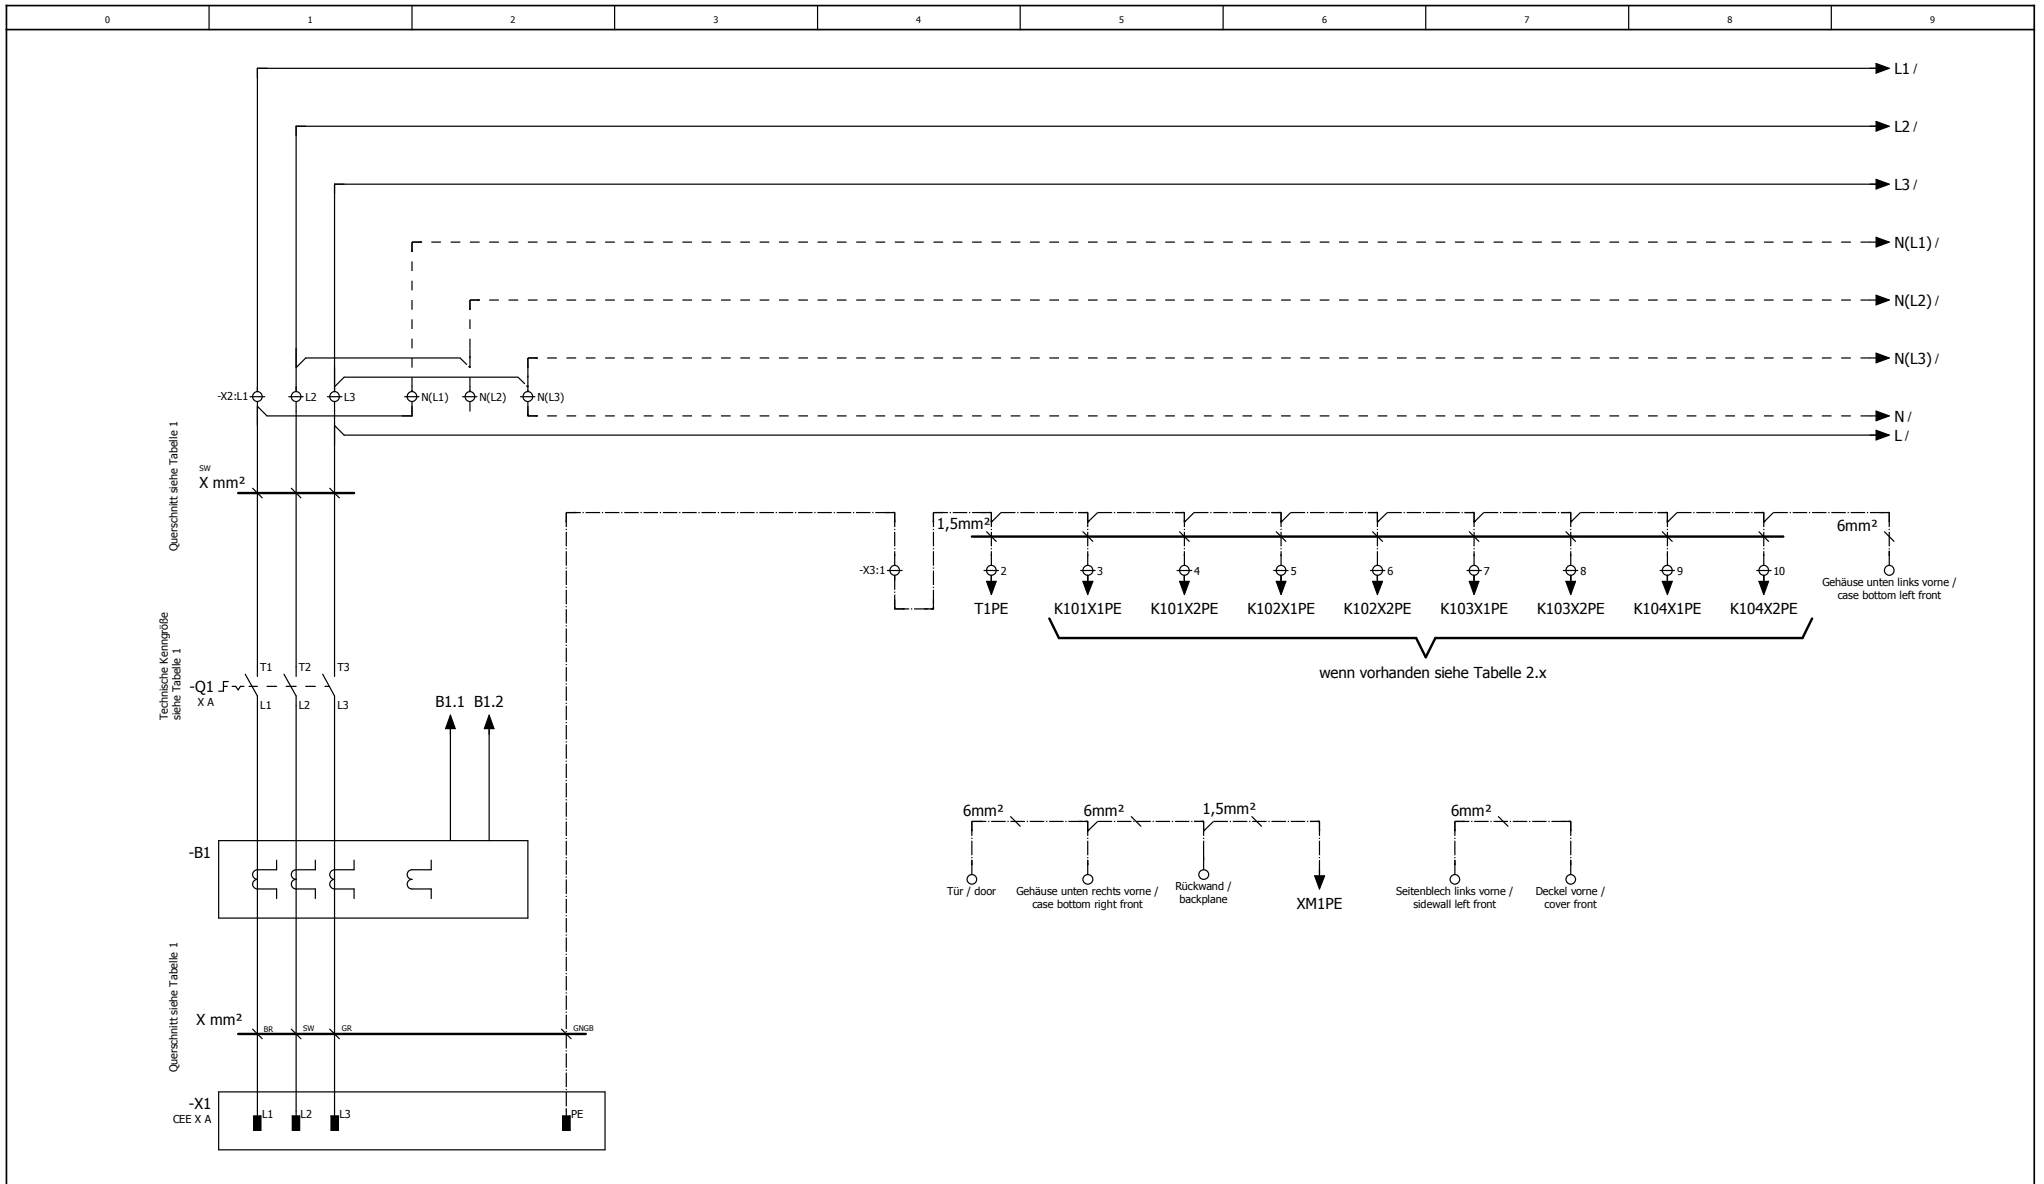 0 1 2 3 4 5 6 7 8 9
L1 /
L2 /
L3 /
N(L1) /
N(L2) /
N(L3) /
-X2:L1 L2 L3 N(L1) N(L2) N(L3)
N /
L /
Querschnitt siehe Tabelle 1
SW
X mm²
1,5mm²
6mm²
-X3:1 2 3 4 5 6 7 8 9 10
T1PE K101X1PE K101X2PE K102X1PE K102X2PE K103X1PE K103X2PE K104X1PE K104X2PE
Gehäuse unten links vorne /
case bottom left front
wenn vorhanden siehe Tabelle 2.x
Technische Kenngröße
siehe Tabelle 1
T1 T2 T3
-Q1
X A
L1 L2 L3
B1.1 B1.2
-B1
6mm² 6mm² 1,5mm² 6mm²
Tür / door
Gehäuse unten rechts vorne /
case bottom right front
Rückwand /
backplane
XM1PE
Seitenblech links vorne /
sidewall left front
Deckel vorne /
cover front
Querschnitt siehe Tabelle 1
X mm²
BR SW GR GNGB
-X1
CEE X A
L1 L2 L3 PE